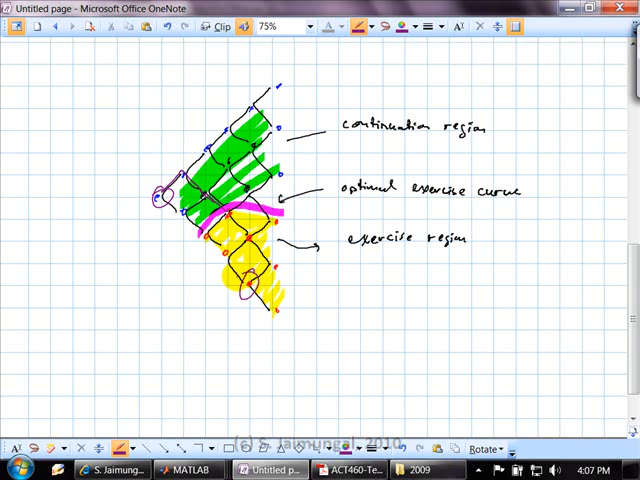 Untitled page - Microsoft Office OneNote
Clip
75%
continuation region
optimal exercise curve
exercise region
(c) S. Jaimungal, 2010
Rotate
S. Jaimung...
MATLAB
Untitled p...
ACT460-Te...
2009
4:07 PM